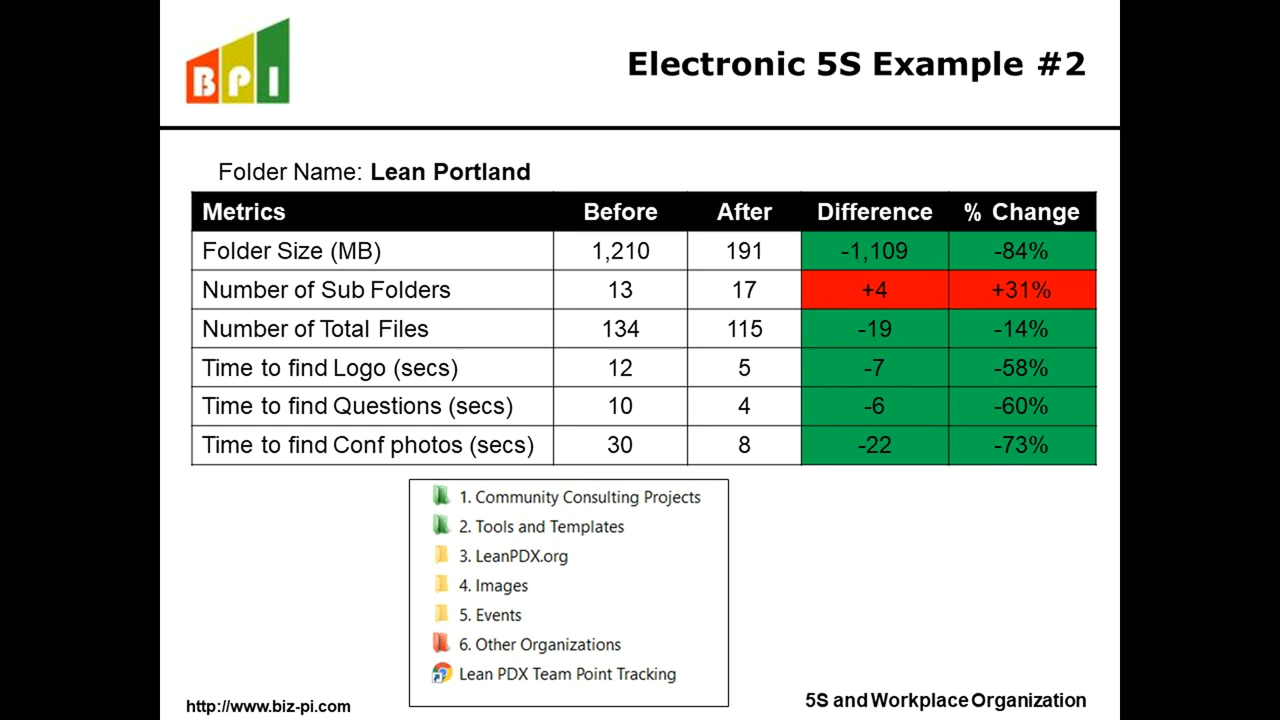 BPI
Electronic 5S Example #2
Folder Name: Lean Portland
Metrics Before After Difference % Change
Folder Size (MB) 1,210 191 -1,109 -84%
Number of Sub Folders 13 17 +4 +31%
Number of Total Files 134 115 -19 -14%
Time to find Logo (secs) 12 5 -7 -58%
Time to find Questions (secs) 10 4 -6 -60%
Time to find Conf photos (secs) 30 8 -22 -73%
1. Community Consulting Projects
2. Tools and Templates
3. LeanPDX.org
4. Images
5. Events
6. Other Organizations
Lean PDX Team Point Tracking
http://www.biz-pi.com
5S and Workplace Organization